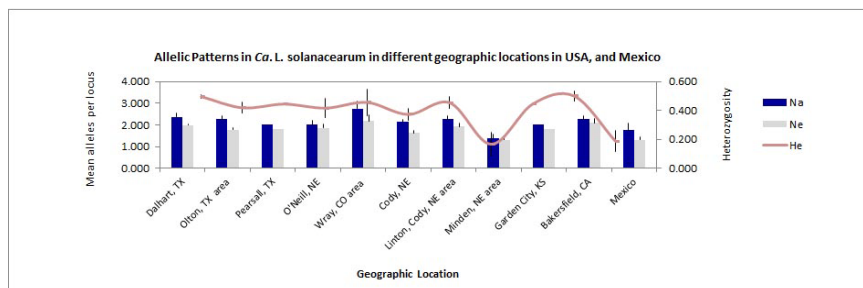 Allelic Patterns in Ca. L. solanacearum in different geographic locations in USA, and Mexico
Mean alleles per locus
4.000
3.000
2.000
1.000
0.000
0.600
0.400
0.200
0.000
Heterozygosity
Na
Ne
He
Dalhart, TX
Olton, TX area
Pearsall, TX
O'Neill, NE
Wray, CO area
Cody, NE
Linton, Cody, NE area
Minden, NE area
Garden City, KS
Bakersfield, CA
Mexico
Geographic Location